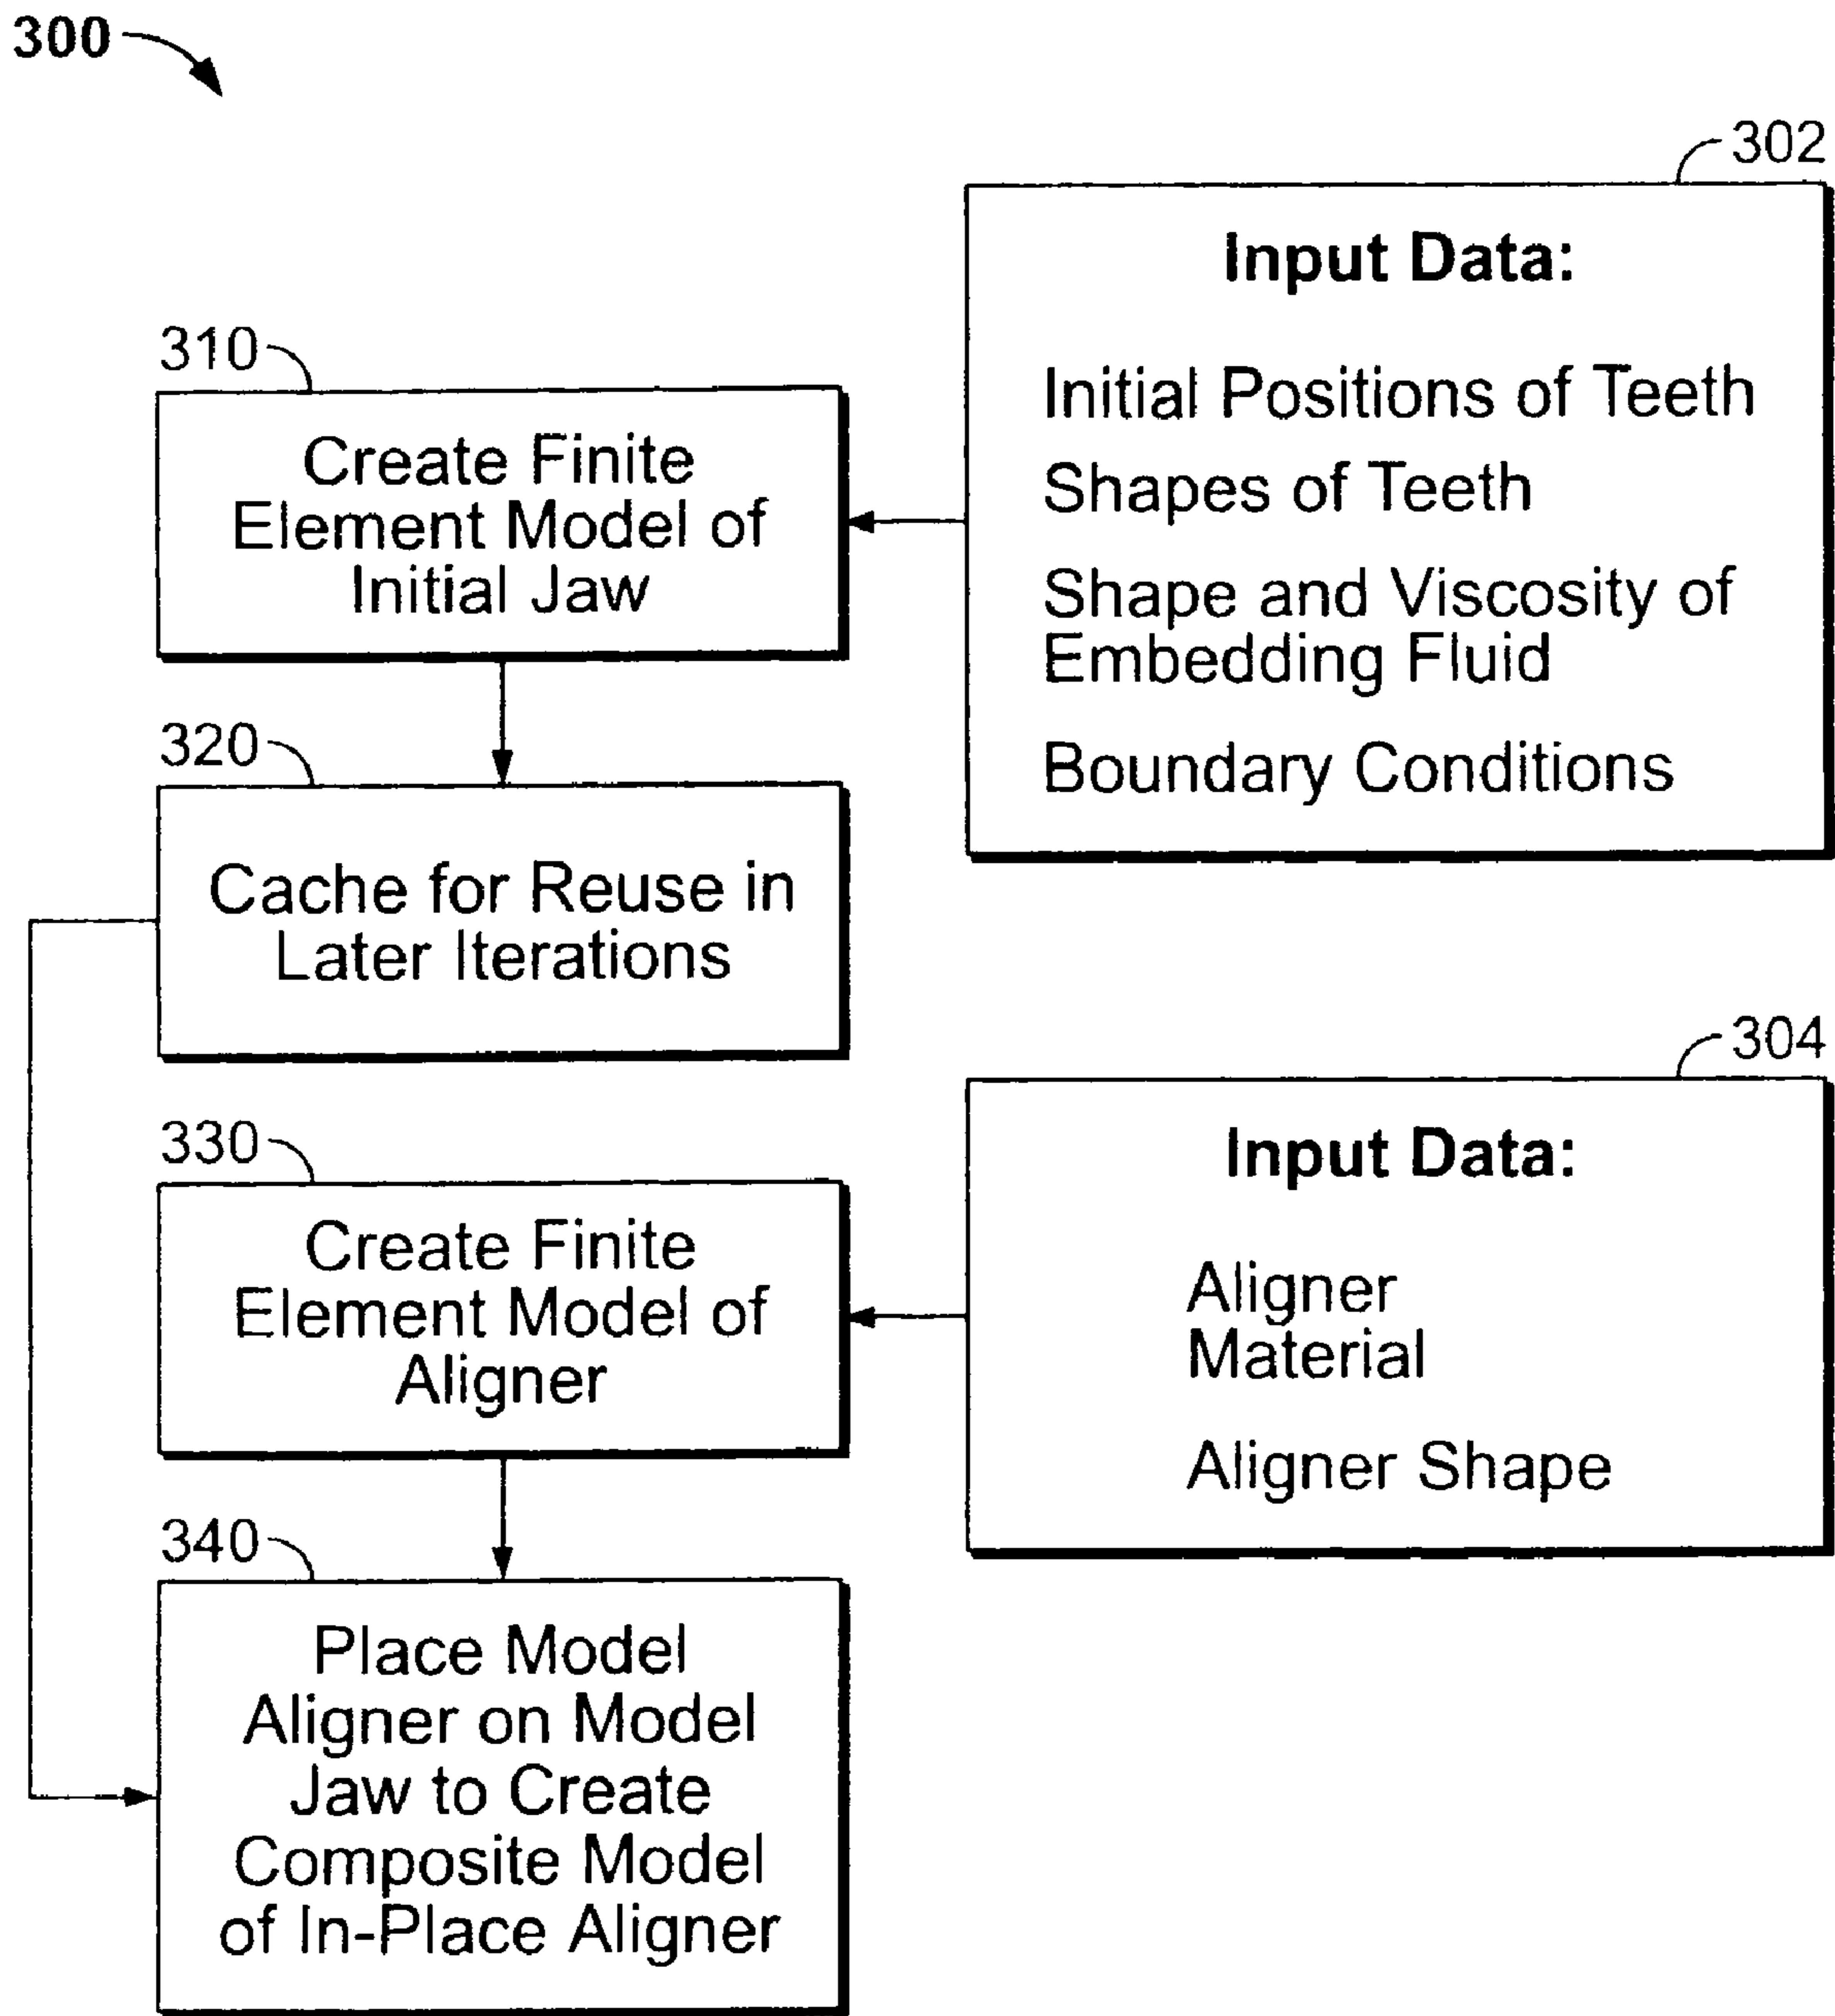 300
302
Input Data:
Initial Positions of Teeth
Shapes of Teeth
Shape and Viscosity of
Embedding Fluid
Boundary Conditions
310
Create Finite
Element Model of
Initial Jaw
320
Cache for Reuse in
Later Iterations
304
Input Data:
Aligner
Material
Aligner Shape
330
Create Finite
Element Model of
Aligner
340
Place Model
Aligner on Model
Jaw to Create
Composite Model
of In-Place Aligner